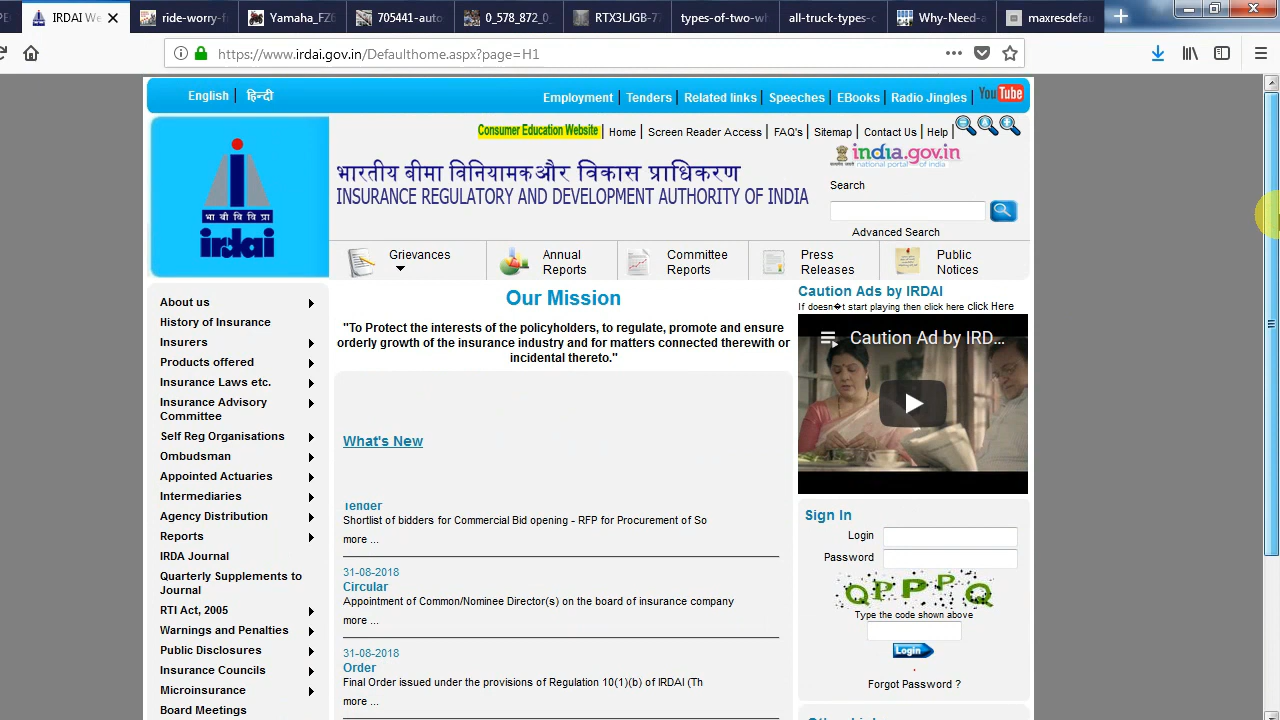 IRDAI We
ride-worry-f
Yamaha_FZ
705441-auto
0_578_872_0
RTX3LJGB-7
types-of-two-w
all-truck-types-
Why-Need-
maxresdefau
https://www.irdai.gov.in/Defaulthome.aspx?page=H1
English | हिन्दी
Employment | Tenders | Related links | Speeches | EBooks | Radio Jingles | YouTube
Consumer Education Website | Home | Screen Reader Access | FAQ's | Sitemap | Contact Us | Help |
india.gov.in
national portal of india
भारतीय बीमा विनियामक और विकास प्राधिकरण
INSURANCE REGULATORY AND DEVELOPMENT AUTHORITY OF INDIA
Search
Advanced Search
भा बी वि वि प्रा
irdai
Grievances
Annual Reports
Committee Reports
Press Releases
Public Notices
About us
History of Insurance
Insurers
Products offered
Insurance Laws etc.
Insurance Advisory
Committee
Self Reg Organisations
Ombudsman
Appointed Actuaries
Intermediaries
Agency Distribution
Reports
IRDA Journal
Quarterly Supplements to
Journal
RTI Act, 2005
Warnings and Penalties
Public Disclosures
Insurance Councils
Microinsurance
Board Meetings
Our Mission
"To Protect the interests of the policyholders, to regulate, promote and ensure
orderly growth of the insurance industry and for matters connected therewith or
incidental thereto."
What's New
Tender
Shortlist of bidders for Commercial Bid opening - RFP for Procurement of So
more ...
31-08-2018
Circular
Appointment of Common/Nominee Director(s) on the board of insurance company
more ...
31-08-2018
Order
Final Order issued under the provisions of Regulation 10(1)(b) of IRDAI (Th
more ...
Caution Ads by IRDAI
If doesn�t start playing then click here click Here
Caution Ad by IRD...
Sign In
Login
Password
QPPPQ
Type the code shown above
Login
Forgot Password ?